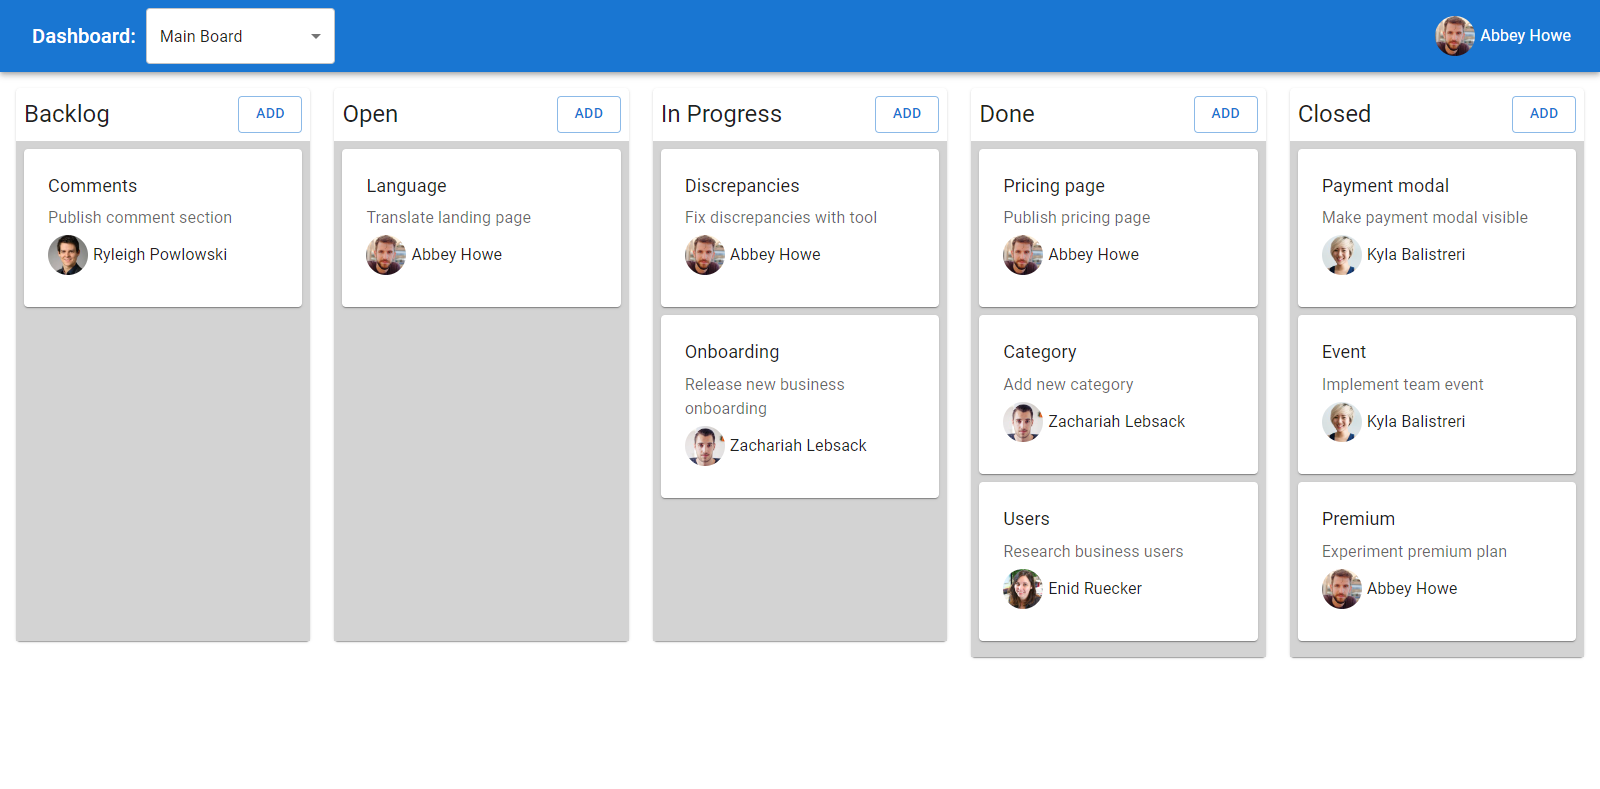 Dashboard:
Main Board
Abbey Howe
Backlog
ADD
Comments
Publish comment section
Ryleigh Powlowski
Open
ADD
Language
Translate landing page
Abbey Howe
In Progress
ADD
Discrepancies
Fix discrepancies with tool
Abbey Howe
Onboarding
Release new business
onboarding
Zachariah Lebsack
Done
ADD
Pricing page
Publish pricing page
Abbey Howe
Category
Add new category
Zachariah Lebsack
Users
Research business users
Enid Ruecker
Closed
ADD
Payment modal
Make payment modal visible
Kyla Balistreri
Event
Implement team event
Kyla Balistreri
Premium
Experiment premium plan
Abbey Howe